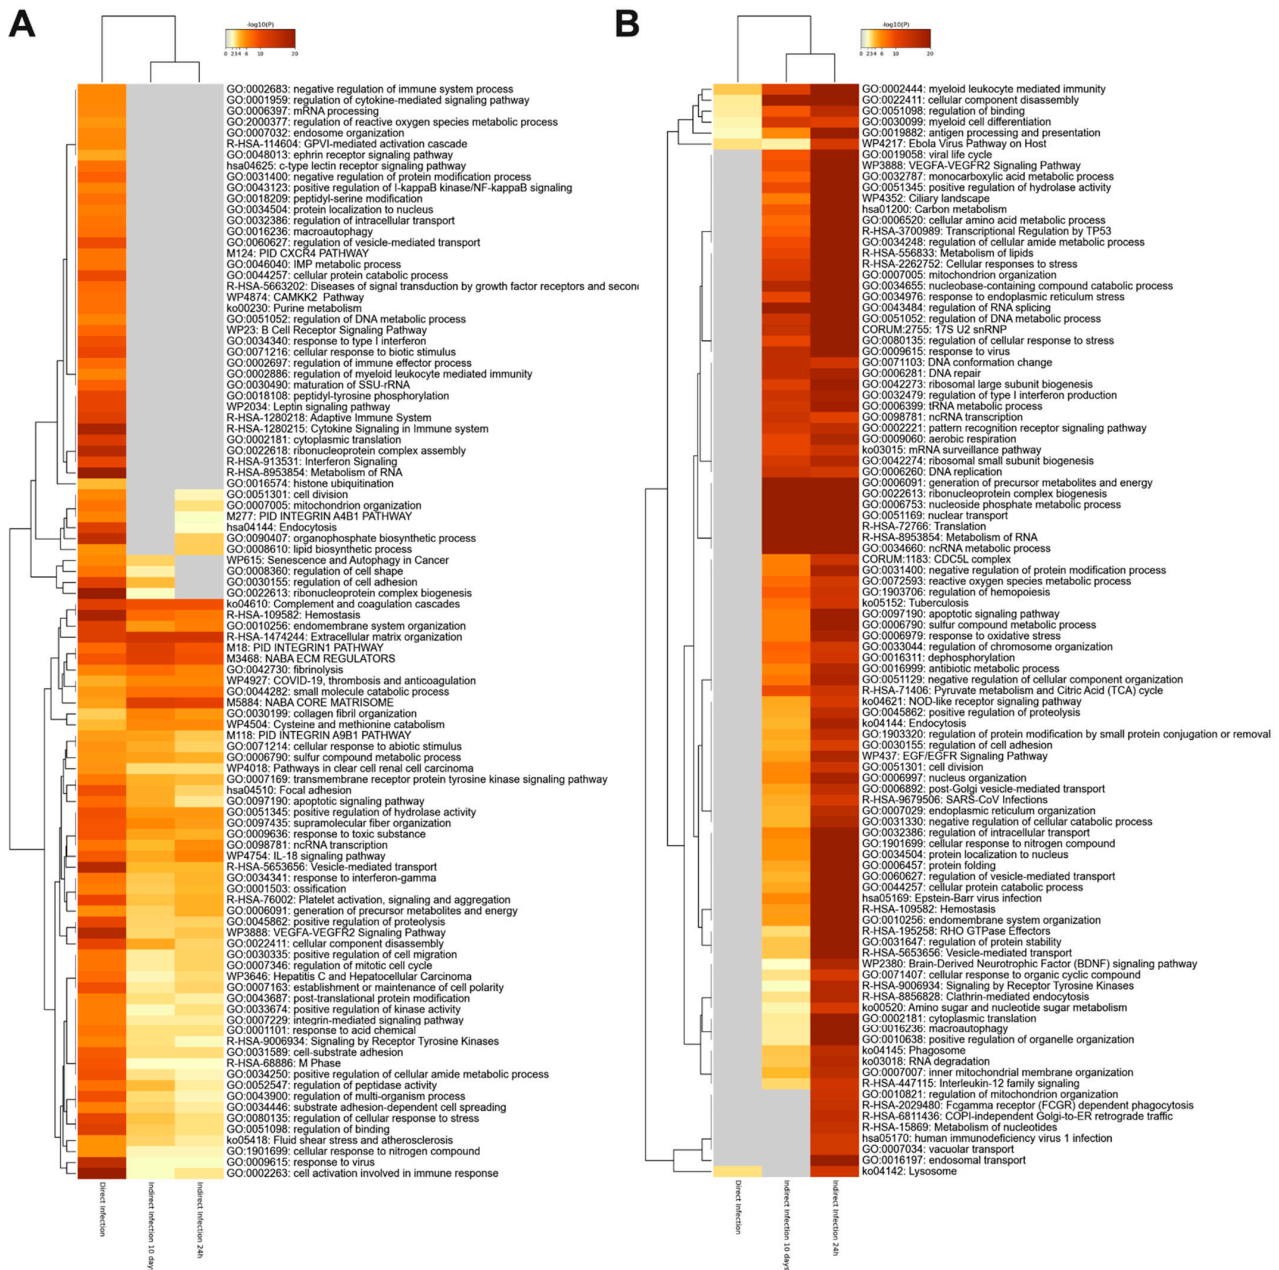 A
-log10(P)
0 2 3 4 6 10 20
GO:0002683: negative regulation of immune system process
GO:0001959: regulation of cytokine-mediated signaling pathway
GO:0006397: mRNA processing
GO:2000377: regulation of reactive oxygen species metabolic process
GO:0007032: endosome organization
R-HSA-114604: GPVI-mediated activation cascade
GO:0048013: ephrin receptor signaling pathway
hsa04625: c-type lectin receptor signaling pathway
GO:0031400: negative regulation of protein modification process
GO:0043123: positive regulation of I-kappaB kinase/NF-kappaB signaling
GO:0018209: peptidyl-serine modification
GO:0034504: protein localization to nucleus
GO:0032386: regulation of intracellular transport
GO:0016236: macroautophagy
GO:0060627: regulation of vesicle-mediated transport
M124: PID CXCR4 PATHWAY
GO:0046040: IMP metabolic process
GO:0044257: cellular protein catabolic process
R-HSA-5663202: Diseases of signal transduction by growth factor receptors and secon
WP4874: CAMKK2 Pathway
ko00230: Purine metabolism
GO:0051052: regulation of DNA metabolic process
WP23: B Cell Receptor Signaling Pathway
GO:0034340: response to type I interferon
GO:0071216: cellular response to biotic stimulus
GO:0002697: regulation of immune effector process
GO:0002886: regulation of myeloid leukocyte mediated immunity
GO:0030490: maturation of SSU-rRNA
GO:0018108: peptidyl-tyrosine phosphorylation
WP2034: Leptin signaling pathway
R-HSA-1280218: Adaptive Immune System
R-HSA-1280215: Cytokine Signaling in Immune system
GO:0002181: cytoplasmic translation
GO:0022618: ribonucleoprotein complex assembly
R-HSA-913531: Interferon Signaling
R-HSA-8953854: Metabolism of RNA
GO:0016574: histone ubiquitination
GO:0051301: cell division
GO:0007005: mitochondrion organization
M277: PID INTEGRIN A4B1 PATHWAY
hsa04144: Endocytosis
GO:0090407: organophosphate biosynthetic process
GO:0008610: lipid biosynthetic process
WP615: Senescence and Autophagy in Cancer
GO:0008360: regulation of cell shape
GO:0030155: regulation of cell adhesion
GO:0022613: ribonucleoprotein complex biogenesis
ko04610: Complement and coagulation cascades
R-HSA-109582: Hemostasis
GO:0010256: endomembrane system organization
R-HSA-1474244: Extracellular matrix organization
M18: PID INTEGRIN1 PATHWAY
M3468: NABA ECM REGULATORS
GO:0042730: fibrinolysis
WP4927: COVID-19, thrombosis and anticoagulation
GO:0044282: small molecule catabolic process
M5884: NABA CORE MATRISOME
GO:0030199: collagen fibril organization
WP4504: Cysteine and methionine catabolism
M118: PID INTEGRIN A9B1 PATHWAY
GO:0071214: cellular response to abiotic stimulus
GO:0006790: sulfur compound metabolic process
WP4018: Pathways in clear cell renal cell carcinoma
GO:0007169: transmembrane receptor protein tyrosine kinase signaling pathway
hsa04510: Focal adhesion
GO:0097190: apoptotic signaling pathway
GO:0051345: positive regulation of hydrolase activity
GO:0097435: supramolecular fiber organization
GO:0009636: response to toxic substance
GO:0098781: ncRNA transcription
WP4754: IL-18 signaling pathway
R-HSA-5653656: Vesicle-mediated transport
GO:0034341: response to interferon-gamma
GO:0001503: ossification
R-HSA-76002: Platelet activation, signaling and aggregation
GO:0006091: generation of precursor metabolites and energy
GO:0045862: positive regulation of proteolysis
WP3888: VEGFA-VEGFR2 Signaling Pathway
GO:0022411: cellular component disassembly
GO:0030335: positive regulation of cell migration
GO:0007346: regulation of mitotic cell cycle
WP3646: Hepatitis C and Hepatocellular Carcinoma
GO:0007163: establishment or maintenance of cell polarity
GO:0043687: post-translational protein modification
GO:0033674: positive regulation of kinase activity
GO:0007229: integrin-mediated signaling pathway
GO:0001101: response to acid chemical
R-HSA-9006934: Signaling by Receptor Tyrosine Kinases
GO:0031589: cell-substrate adhesion
R-HSA-68886: M Phase
GO:0034250: positive regulation of cellular amide metabolic process
GO:0052547: regulation of peptidase activity
GO:0043900: regulation of multi-organism process
GO:0034446: substrate adhesion-dependent cell spreading
GO:0080135: regulation of cellular response to stress
GO:0051098: regulation of binding
ko05418: Fluid shear stress and atherosclerosis
GO:1901699: cellular response to nitrogen compound
GO:0009615: response to virus
GO:0002263: cell activation involved in immune response
Direct Infection
Indirect Infection 10 days
Indirect Infection 24h
B
-log10(P)
0 2 3 4 6 10 20
GO:0002444: myeloid leukocyte mediated immunity
GO:0022411: cellular component disassembly
GO:0051098: regulation of binding
GO:0030099: myeloid cell differentiation
GO:0019882: antigen processing and presentation
WP4217: Ebola Virus Pathway on Host
GO:0019058: viral life cycle
WP3888: VEGFA-VEGFR2 Signaling Pathway
GO:0032787: monocarboxylic acid metabolic process
GO:0051345: positive regulation of hydrolase activity
WP4352: Ciliary landscape
hsa01200: Carbon metabolism
GO:0006520: cellular amino acid metabolic process
R-HSA-3700989: Transcriptional Regulation by TP53
GO:0034248: regulation of cellular amide metabolic process
R-HSA-556833: Metabolism of lipids
R-HSA-2262752: Cellular responses to stress
GO:0007005: mitochondrion organization
GO:0034655: nucleobase-containing compound catabolic process
GO:0034976: response to endoplasmic reticulum stress
GO:0043484: regulation of RNA splicing
GO:0051052: regulation of DNA metabolic process
CORUM:2755: 17S U2 snRNP
GO:0080135: regulation of cellular response to stress
GO:0009615: response to virus
GO:0071103: DNA conformation change
GO:0006281: DNA repair
GO:0042273: ribosomal large subunit biogenesis
GO:0032479: regulation of type I interferon production
GO:0006399: tRNA metabolic process
GO:0098781: ncRNA transcription
GO:0002221: pattern recognition receptor signaling pathway
GO:0009060: aerobic respiration
ko03015: mRNA surveillance pathway
GO:0042274: ribosomal small subunit biogenesis
GO:0006260: DNA replication
GO:0006091: generation of precursor metabolites and energy
GO:0022613: ribonucleoprotein complex biogenesis
GO:0006753: nucleoside phosphate metabolic process
GO:0051169: nuclear transport
R-HSA-72766: Translation
R-HSA-8953854: Metabolism of RNA
GO:0034660: ncRNA metabolic process
CORUM:1183: CDC5L complex
GO:0031400: negative regulation of protein modification process
GO:0072593: reactive oxygen species metabolic process
GO:1903706: regulation of hemopoiesis
ko05152: Tuberculosis
GO:0097190: apoptotic signaling pathway
GO:0006790: sulfur compound metabolic process
GO:0006979: response to oxidative stress
GO:0033044: regulation of chromosome organization
GO:0016311: dephosphorylation
GO:0016999: antibiotic metabolic process
GO:0051129: negative regulation of cellular component organization
R-HSA-71406: Pyruvate metabolism and Citric Acid (TCA) cycle
ko04621: NOD-like receptor signaling pathway
GO:0045862: positive regulation of proteolysis
ko04144: Endocytosis
GO:1903320: regulation of protein modification by small protein conjugation or removal
GO:0030155: regulation of cell adhesion
WP437: EGF/EGFR Signaling Pathway
GO:0051301: cell division
GO:0006997: nucleus organization
GO:0006892: post-Golgi vesicle-mediated transport
R-HSA-9679506: SARS-CoV Infections
GO:0007029: endoplasmic reticulum organization
GO:0031330: negative regulation of cellular catabolic process
GO:0032386: regulation of intracellular transport
GO:1901699: cellular response to nitrogen compound
GO:0034504: protein localization to nucleus
GO:0006457: protein folding
GO:0060627: regulation of vesicle-mediated transport
GO:0044257: cellular protein catabolic process
hsa05169: Epstein-Barr virus infection
R-HSA-109582: Hemostasis
GO:0010256: endomembrane system organization
R-HSA-195258: RHO GTPase Effectors
GO:0031647: regulation of protein stability
R-HSA-5653656: Vesicle-mediated transport
WP2380: Brain-Derived Neurotrophic Factor (BDNF) signaling pathway
GO:0071407: cellular response to organic cyclic compound
R-HSA-9006934: Signaling by Receptor Tyrosine Kinases
R-HSA-8856828: Clathrin-mediated endocytosis
ko00520: Amino sugar and nucleotide sugar metabolism
GO:0002181: cytoplasmic translation
GO:0016236: macroautophagy
GO:0010638: positive regulation of organelle organization
ko04145: Phagosome
ko03018: RNA degradation
GO:0007007: inner mitochondrial membrane organization
R-HSA-447115: Interleukin-12 family signaling
GO:0010821: regulation of mitochondrion organization
R-HSA-2029480: Fcgamma receptor (FCGR) dependent phagocytosis
R-HSA-6811436: COPI-independent Golgi-to-ER retrograde traffic
R-HSA-15869: Metabolism of nucleotides
hsa05170: human immunodeficiency virus 1 infection
GO:0007034: vacuolar transport
GO:0016197: endosomal transport
ko04142: Lysosome
Direct Infection
Indirect Infection 10 days
Indirect Infection 24h